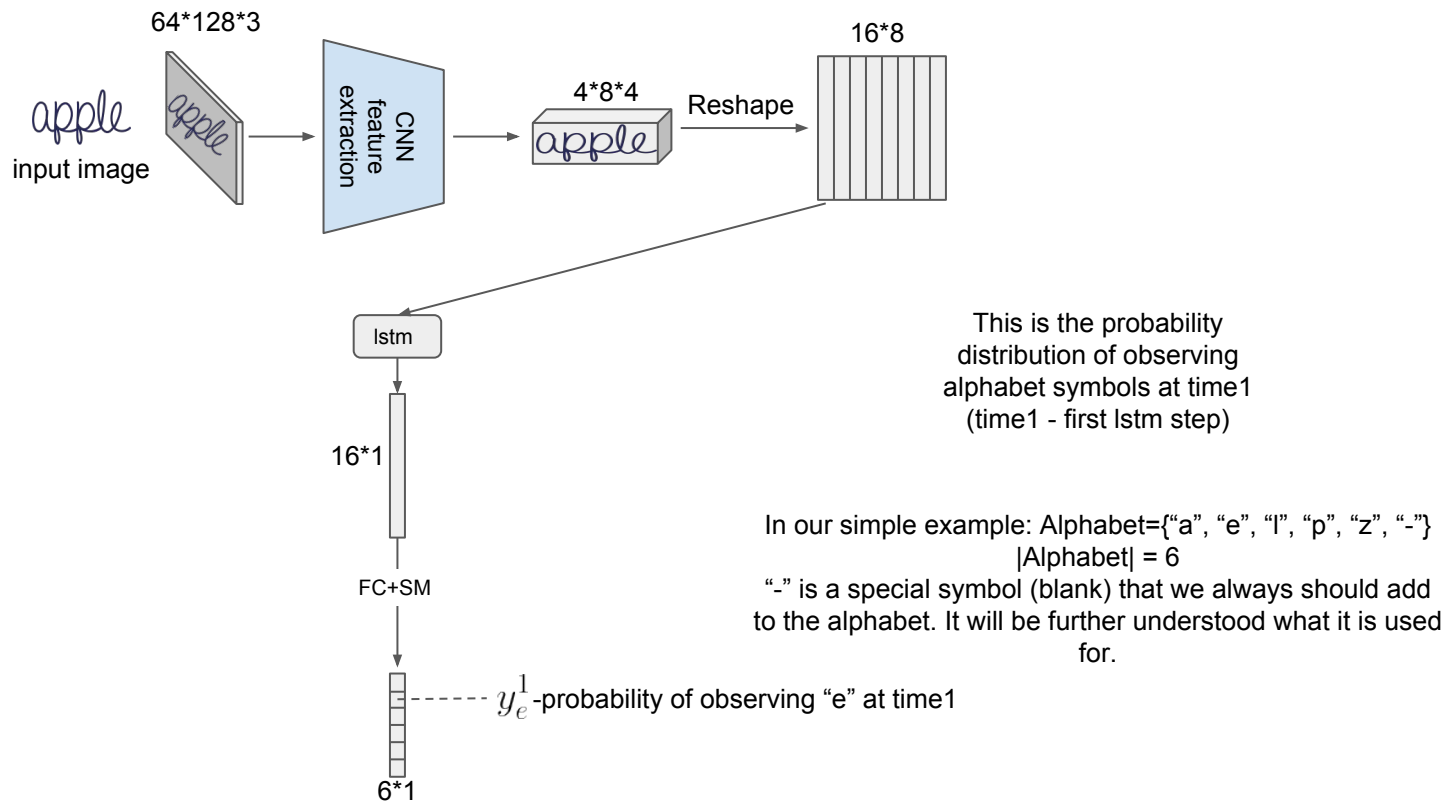 64*128*3
apple
input image
apple
CNN
feature
extraction
4*8*4
apple
Reshape
16*8
lstm
16*1
FC+SM
6*1
y_e^1-probability of observing “e” at time1
This is the probability
distribution of observing
alphabet symbols at time1
(time1 - first lstm step)
In our simple example: Alphabet={“a”, “e”, “l”, “p”, “z”, “-”}
|Alphabet| = 6
“-” is a special symbol (blank) that we always should add
to the alphabet. It will be further understood what it is used
for.